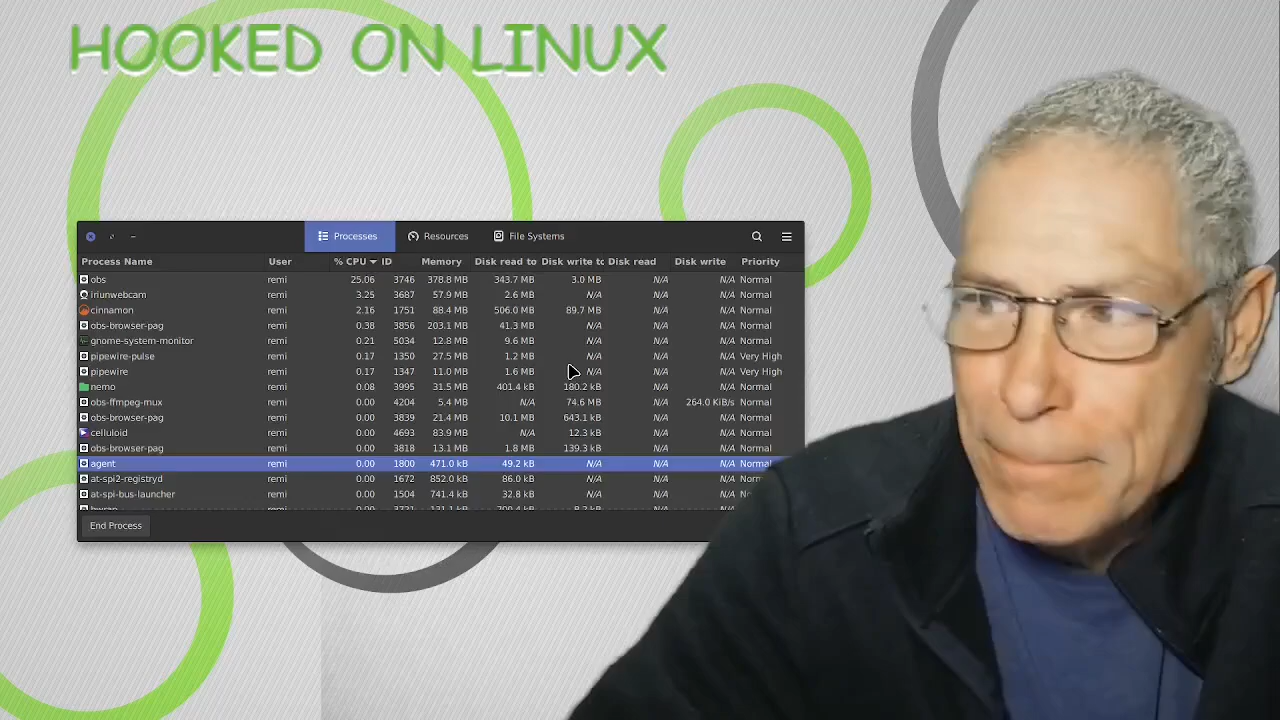 HOOKED ON LINUX
Processes Resources File Systems
Process Name User % CPU ID Memory Disk read to Disk write to Disk read Disk write Priority
obs remi 25.06 3746 378.8 MB 343.7 MB 3.0 MB N/A N/A Normal
iriunwebcam remi 3.25 3687 57.9 MB 2.6 MB N/A N/A N/A Normal
cinnamon remi 2.16 1751 88.4 MB 506.0 MB 89.7 MB N/A N/A Normal
obs-browser-pag remi 0.38 3856 203.1 MB 41.3 MB N/A N/A N/A Normal
gnome-system-monitor remi 0.21 5034 12.8 MB 9.6 MB N/A N/A N/A Normal
pipewire-pulse remi 0.17 1350 27.5 MB 1.2 MB N/A N/A N/A Very High
pipewire remi 0.17 1347 11.0 MB 1.6 MB N/A N/A N/A Very High
nemo remi 0.08 3995 31.5 MB 401.4 kB 180.2 kB N/A N/A Normal
obs-ffmpeg-mux remi 0.00 4204 5.4 MB N/A 74.6 MB N/A 264.0 KiB/s Normal
obs-browser-pag remi 0.00 3839 21.4 MB 10.1 MB 643.1 kB N/A N/A Normal
celluloid remi 0.00 4693 83.9 MB N/A 12.3 kB N/A N/A Normal
obs-browser-pag remi 0.00 3818 13.1 MB 1.8 MB 139.3 kB N/A N/A Normal
agent remi 0.00 1800 471.0 kB 49.2 kB N/A N/A N/A Normal
at-spi2-registryd remi 0.00 1672 852.0 kB 86.0 kB N/A N/A N/A
at-spi-bus-launcher remi 0.00 1504 741.4 kB 32.8 kB N/A N/A N/A
End Process